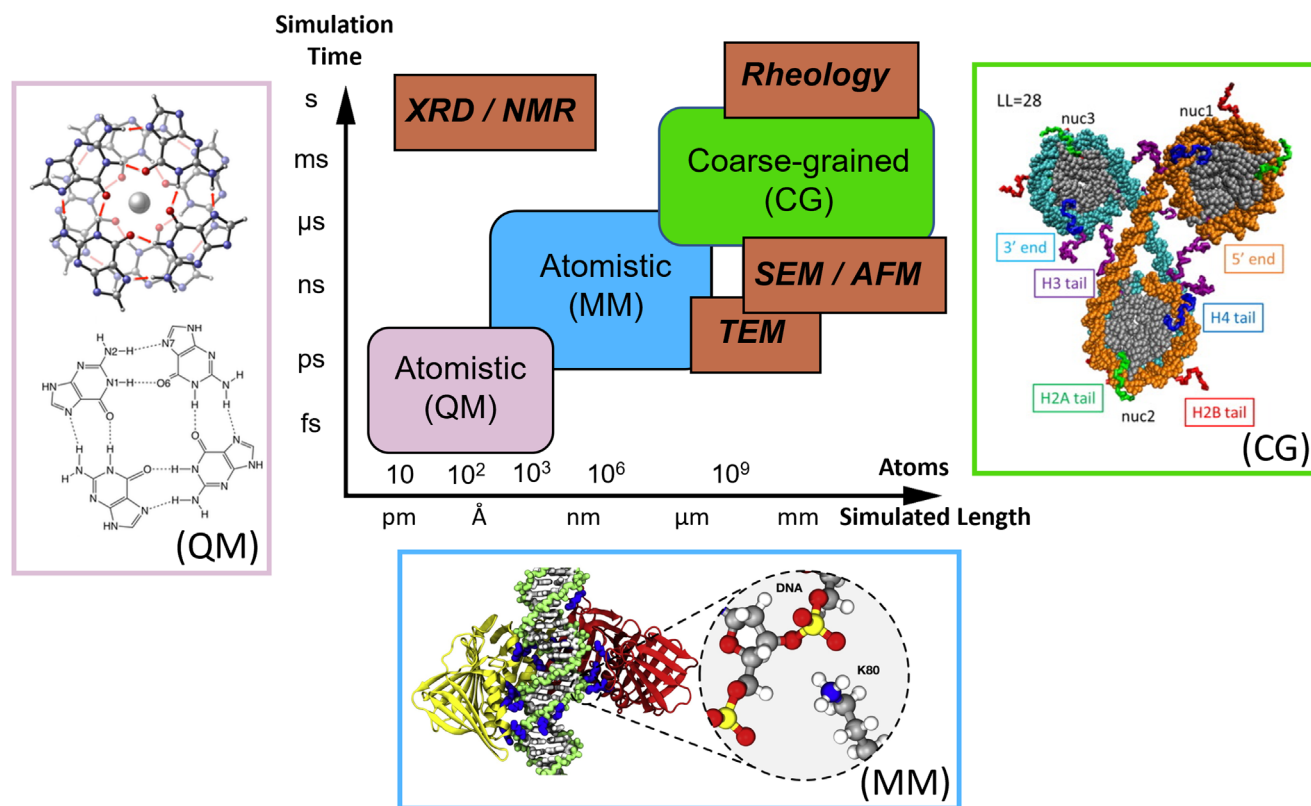 Simulation
Time
s
ms
µs
ns
ps
fs
XRD / NMR
Rheology
Coarse-grained
(CG)
Atomistic
(MM)
SEM / AFM
TEM
Atomistic
(QM)
10
10²
10³
10⁶
10⁹
Atoms
pm
Å
nm
µm
mm
Simulated Length
NH
H
N2
H
N7
N
N
N
N
HN
N1
H
O6
N
H
N
H
O
H
H
N
H
H
O
N
H
N
O
H
N
NH
H
N
N
N
N
H
HN
N
H
N
H
(QM)
LL=28
nuc3
nuc1
3′ end
5′ end
H3 tail
H4 tail
H2A tail
nuc2
H2B tail
(CG)
DNA
K80
(MM)